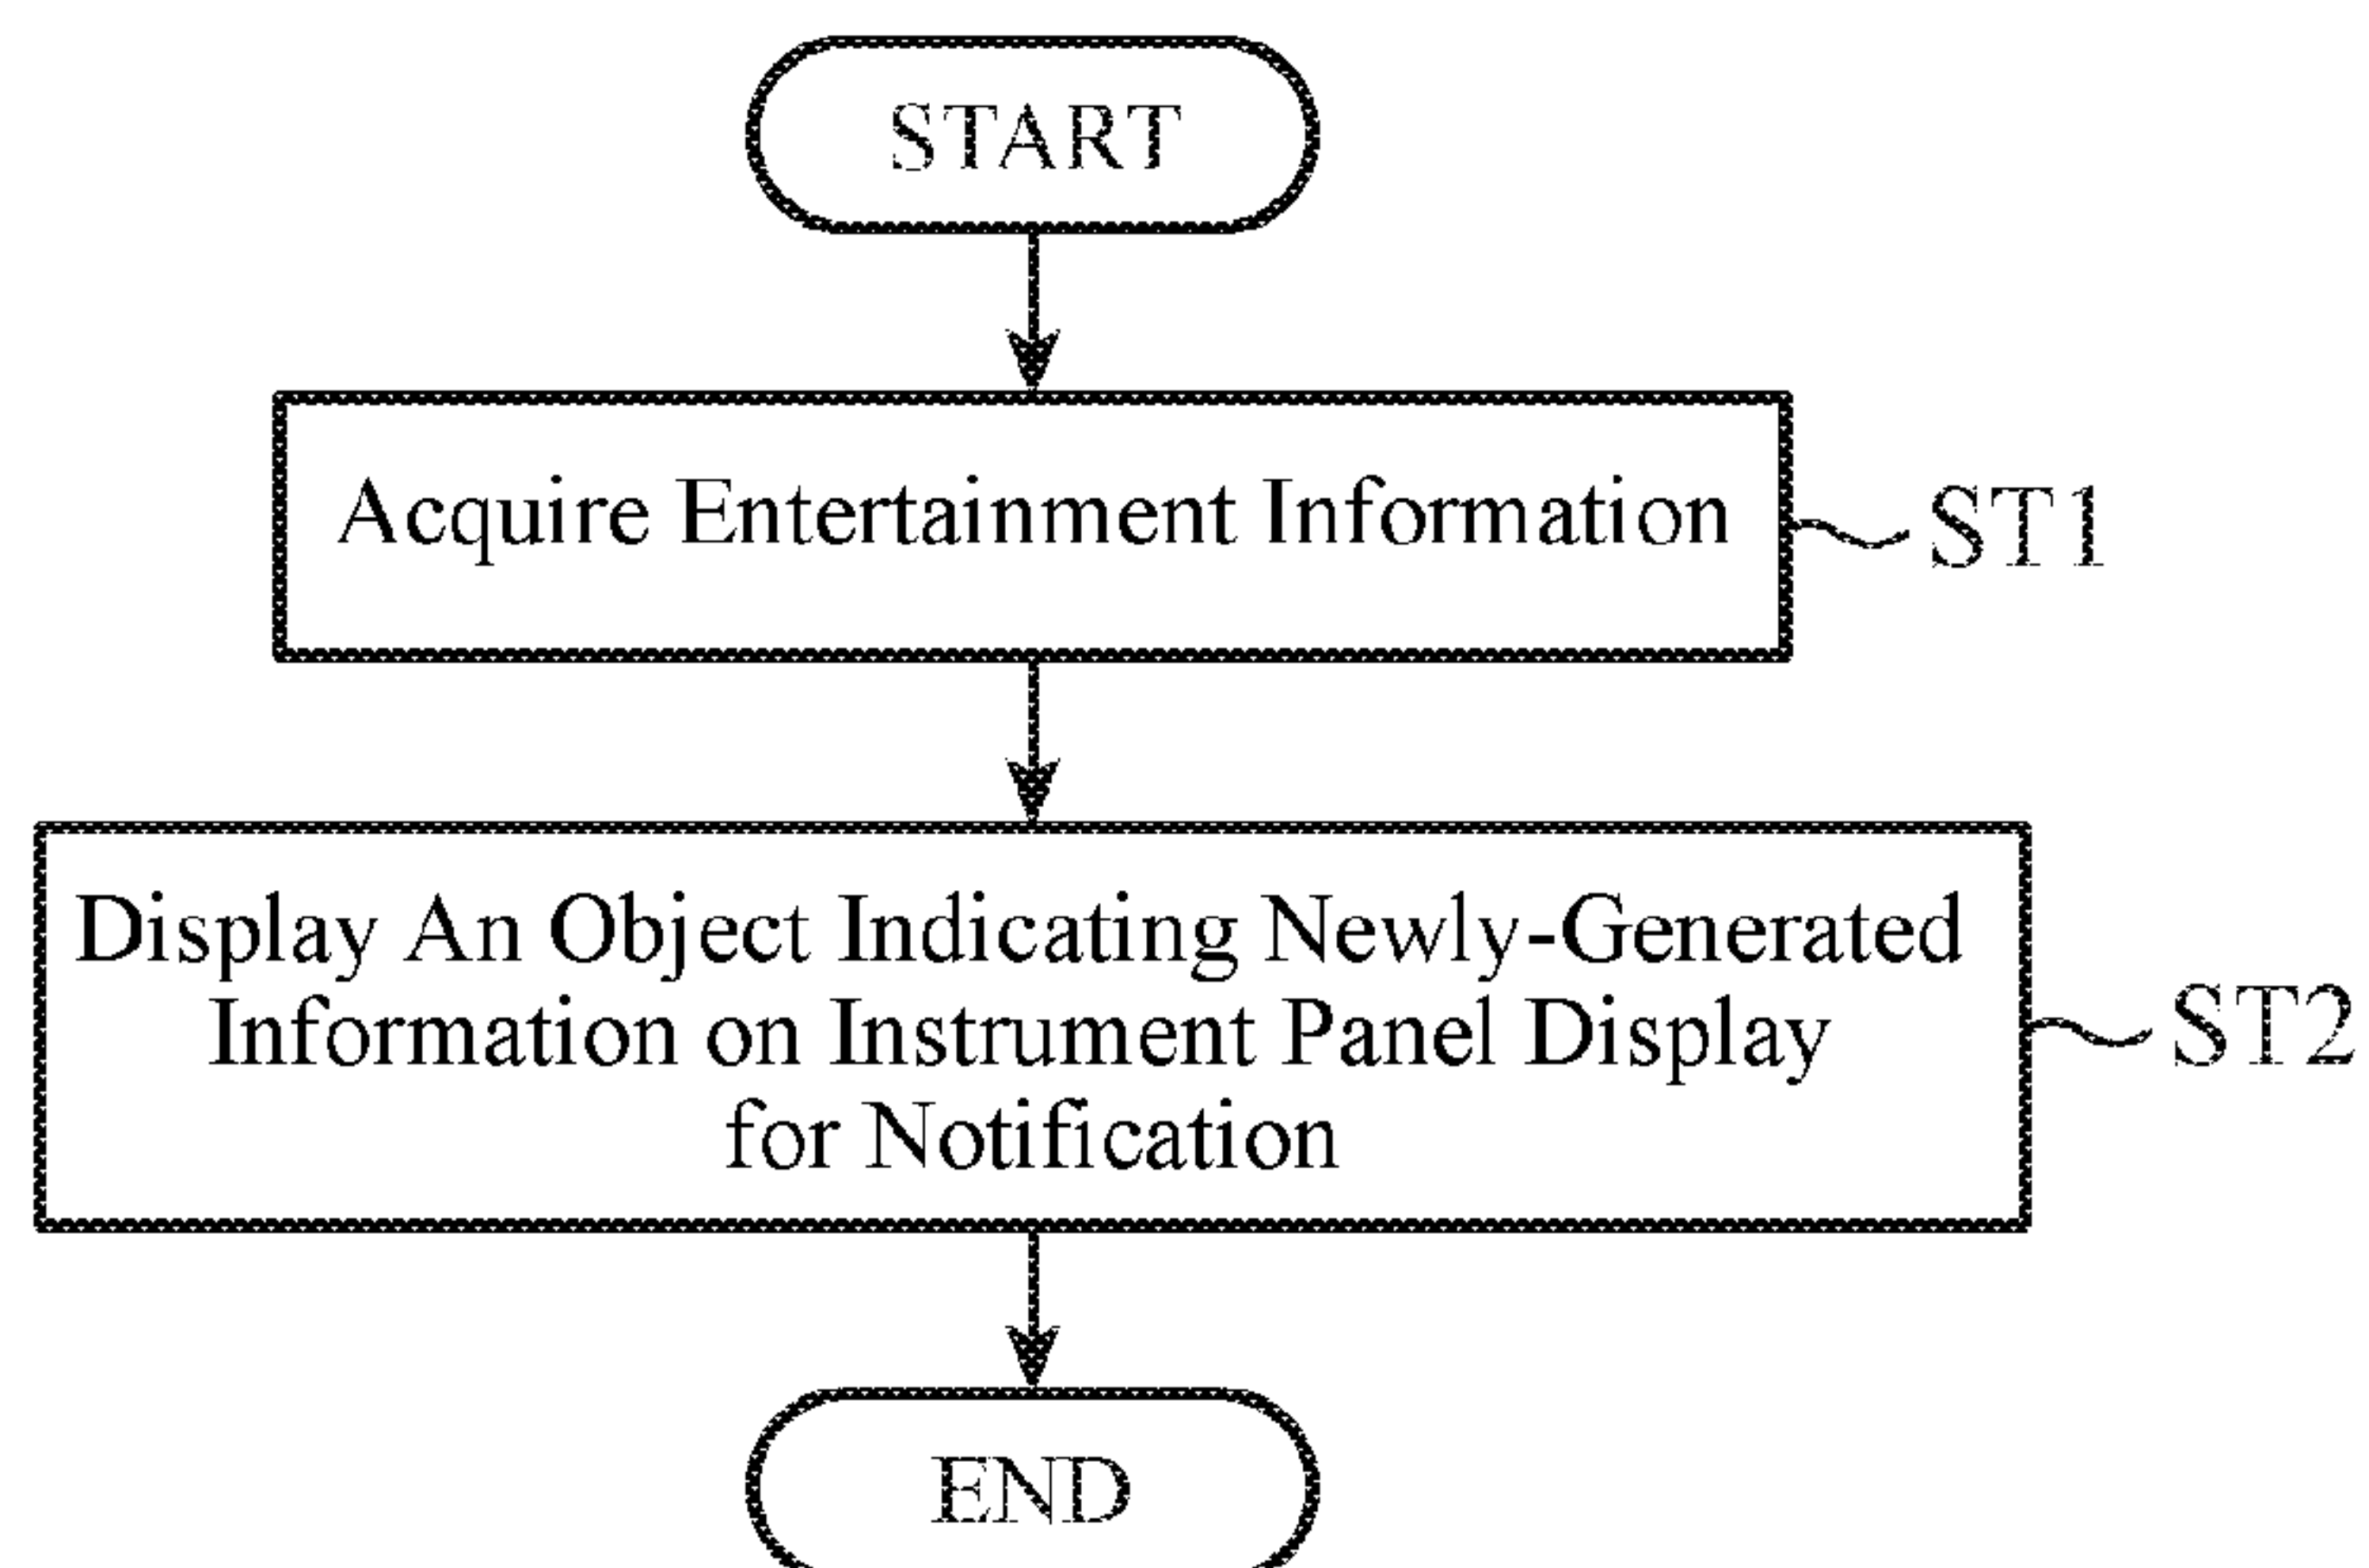 START
Acquire Entertainment Information
ST1
Display An Object Indicating Newly-Generated
Information on Instrument Panel Display
for Notification
ST2
END